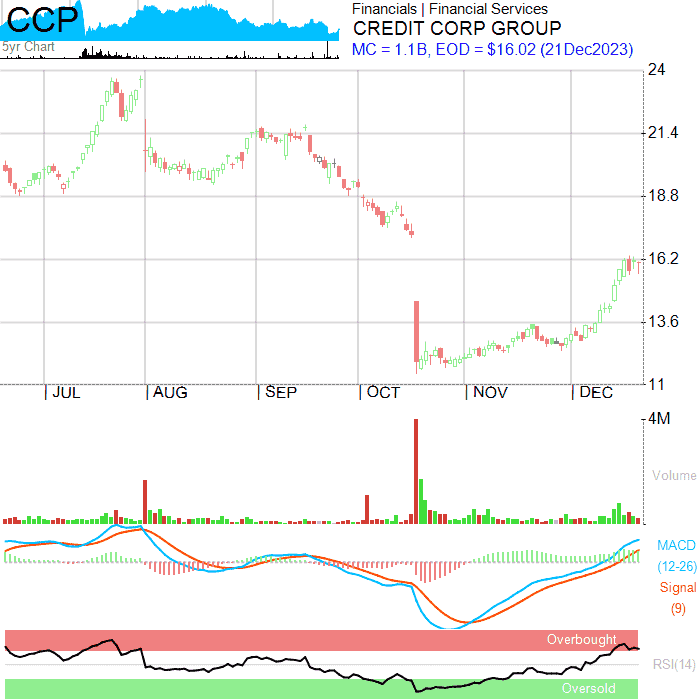 CCP
5yr Chart
Financials | Financial Services
CREDIT CORP GROUP
MC = 1.1B, EOD = $16.02 (21Dec2023)
24
21.4
18.8
16.2
13.6
11
JUL AUG SEP OCT NOV DEC
4M
Volume
MACD
(12-26)
Signal
(9)
Overbought
RSI(14)
Oversold